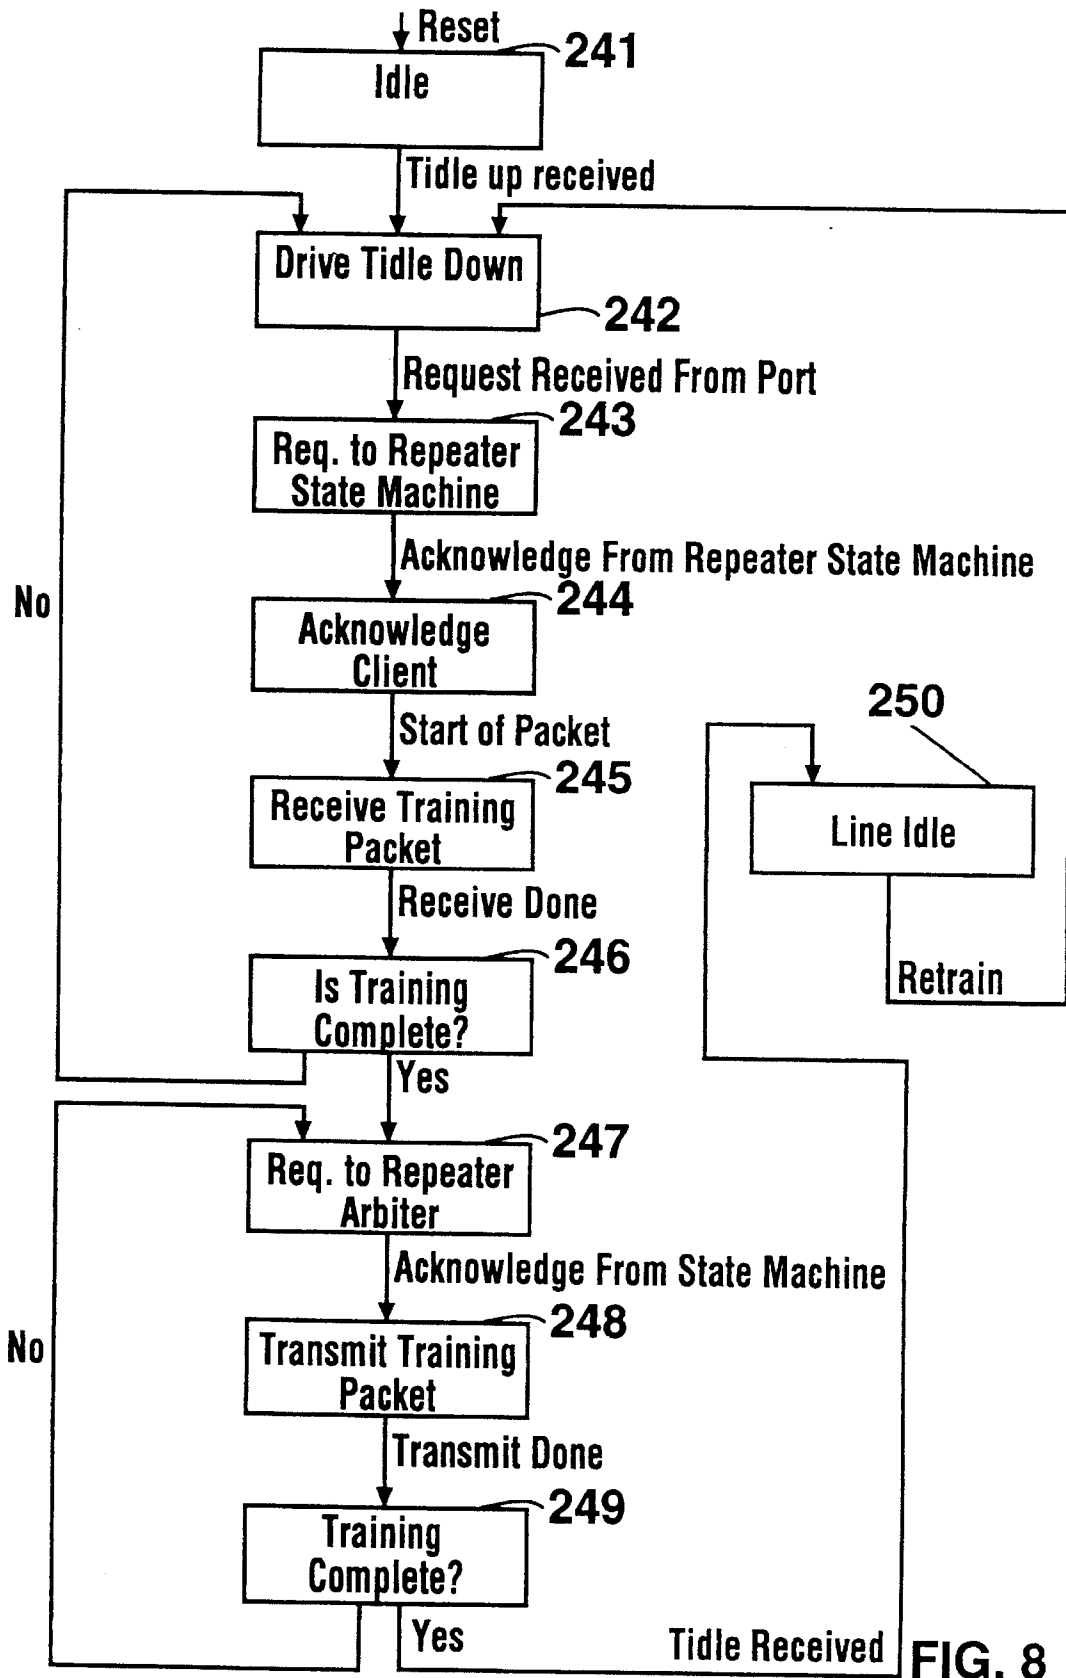 Reset
241
Idle
Tidle up received
Drive Tidle Down
242
Request Received From Port
243
Req. to Repeater
State Machine
Acknowledge From Repeater State Machine
No
244
Acknowledge
Client
250
Start of Packet
245
Receive Training
Packet
Line Idle
Receive Done
246
Is Training
Complete?
Retrain
Yes
247
Req. to Repeater
Arbiter
Acknowledge From State Machine
No
248
Transmit Training
Packet
Transmit Done
249
Training
Complete?
Yes
Tidle Received
FIG. 8